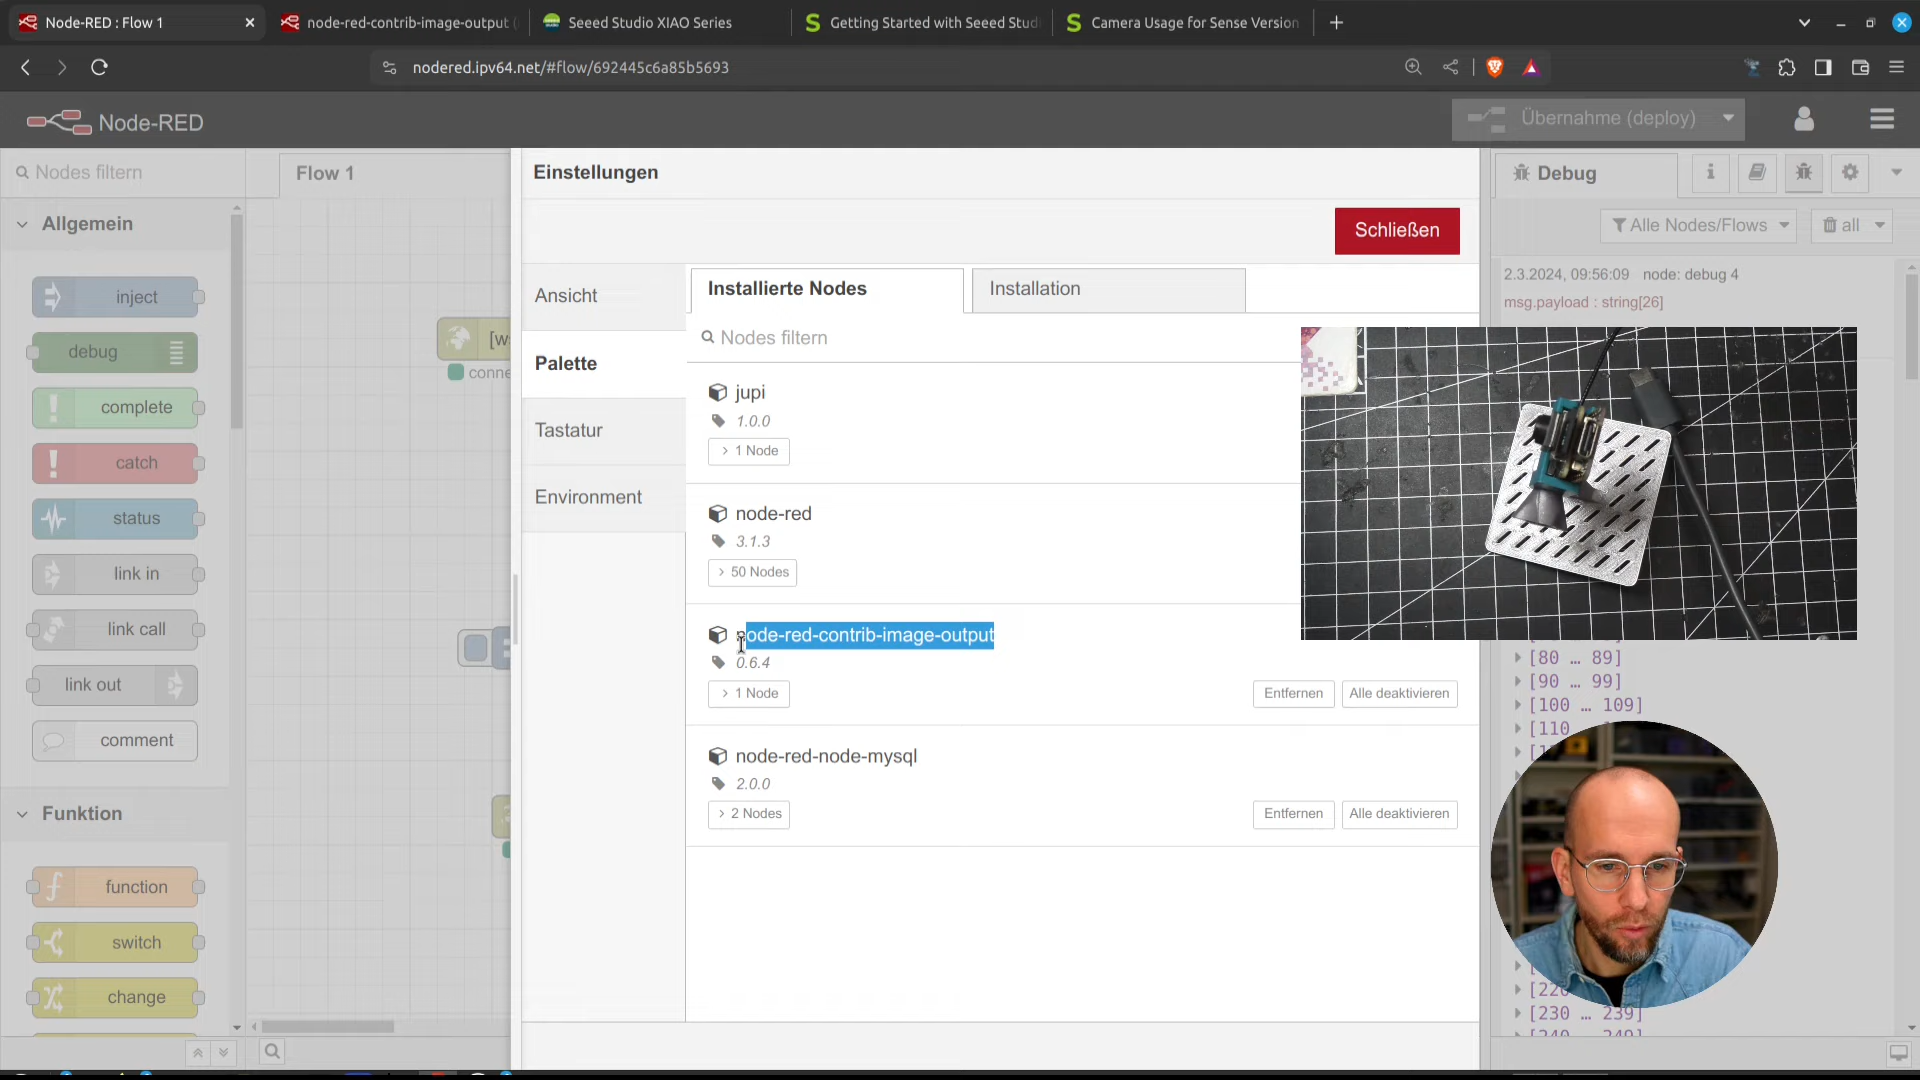 Node-RED : Flow 1
node-red-contrib-image-output (
Seeed Studio XIAO Series
Getting Started with Seeed Stud
Camera Usage for Sense Version
nodered.ipv64.net/#flow/692445c6a85b5693
Node-RED
Übernahme (deploy)
Nodes filtern
Flow 1
Einstellungen
Debug
Allgemein
Schließen
Alle Nodes/Flows
all
inject
debug
complete
catch
status
link in
link call
link out
comment
Funktion
function
switch
change
conne
Ansicht
Palette
Tastatur
Environment
Installierte Nodes
Installation
Nodes filtern
jupi
1.0.0
1 Node
node-red
3.1.3
50 Nodes
node-red-contrib-image-output
0.6.4
1 Node
Entfernen
Alle deaktivieren
node-red-node-mysql
2.0.0
2 Nodes
Entfernen
Alle deaktivieren
2.3.2024, 09:56:09 node: debug 4
msg.payload : string[26]
[80 … 89]
[90 … 99]
[100 … 109]
[110
[230 … 239]